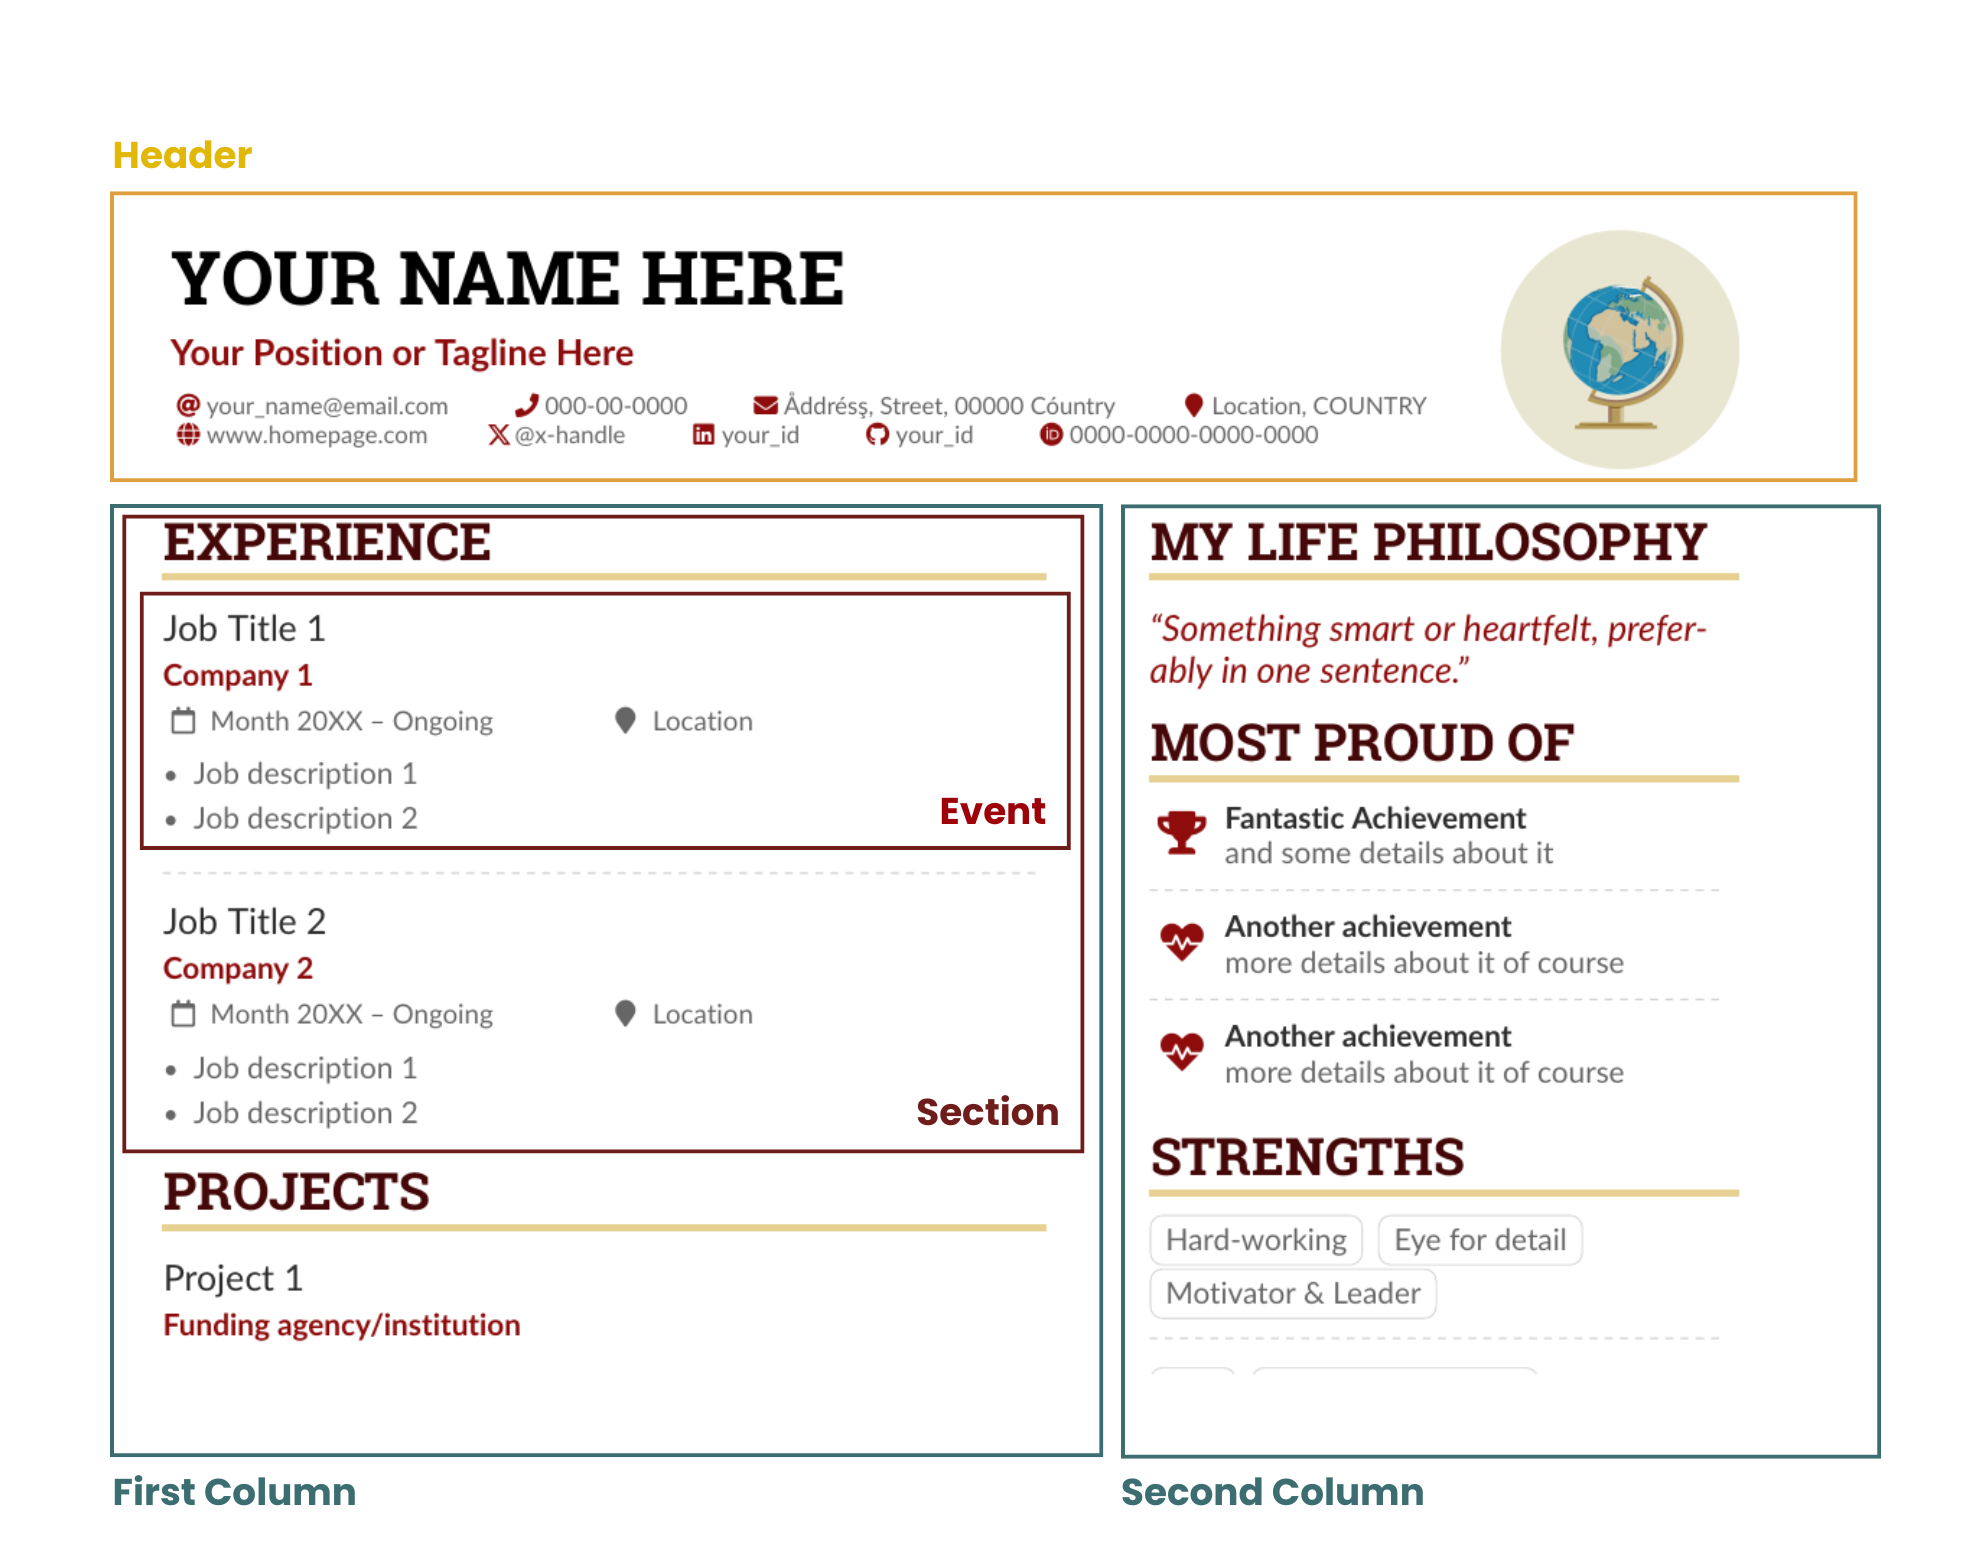 Header
YOUR NAME HERE
Your Position or Tagline Here
your_name@email.com 000-00-0000 Åddréşş, Street, 00000 Cóuntry Location, COUNTRY
www.homepage.com @x-handle your_id your_id 0000-0000-0000-0000
EXPERIENCE
Job Title 1
Company 1
Month 20XX – Ongoing Location
• Job description 1
• Job description 2
Event
Job Title 2
Company 2
Month 20XX – Ongoing Location
• Job description 1
• Job description 2
Section
PROJECTS
Project 1
Funding agency/institution
First Column
MY LIFE PHILOSOPHY
“Something smart or heartfelt, prefer-
ably in one sentence.”
MOST PROUD OF
Fantastic Achievement
and some details about it
Another achievement
more details about it of course
Another achievement
more details about it of course
STRENGTHS
Hard-working Eye for detail
Motivator & Leader
Second Column